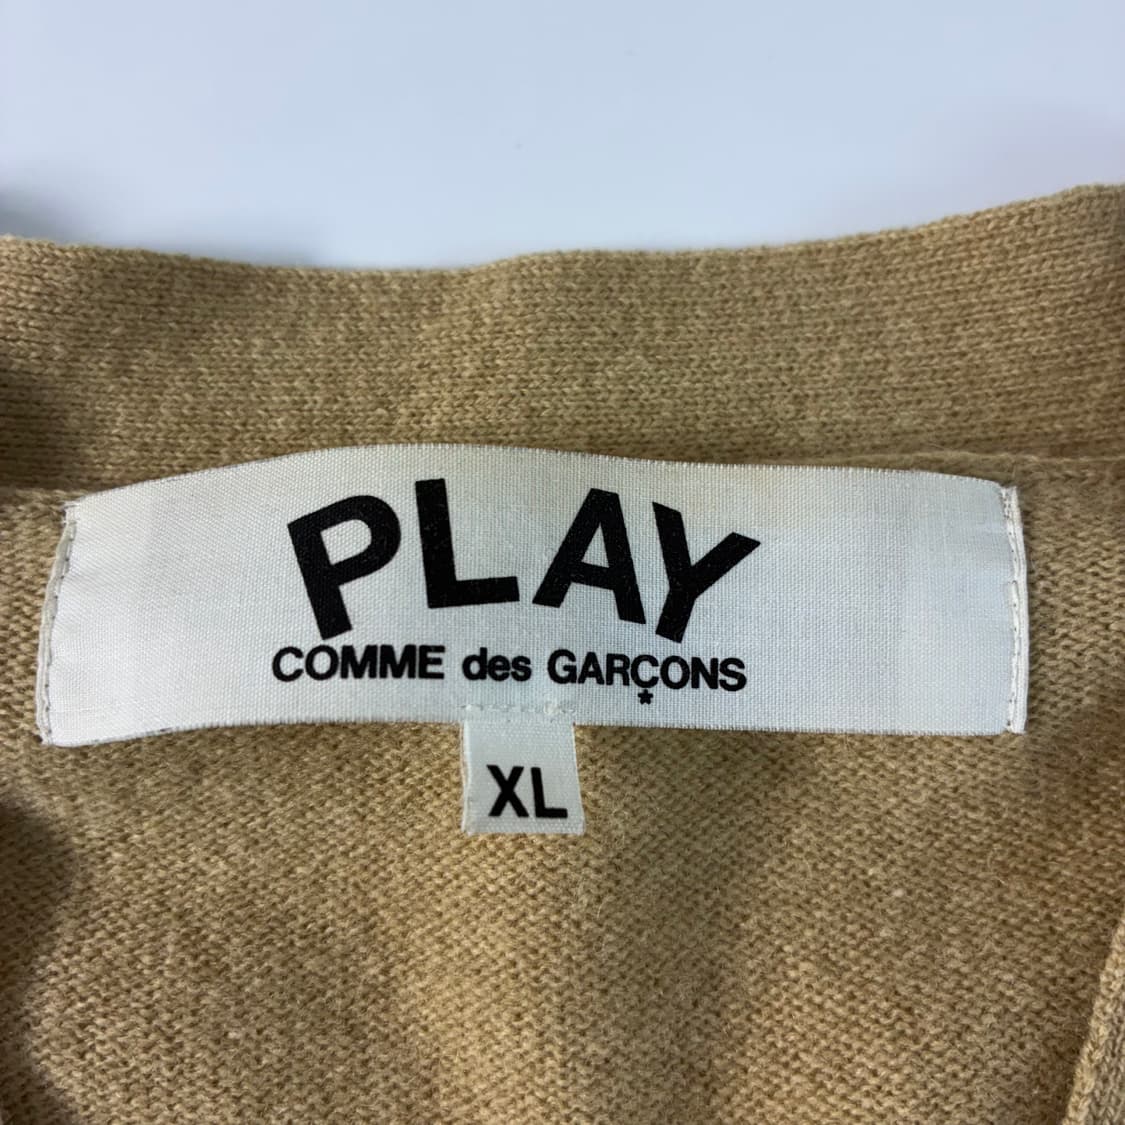 PLAY
COMME des GARÇONS
*
XL